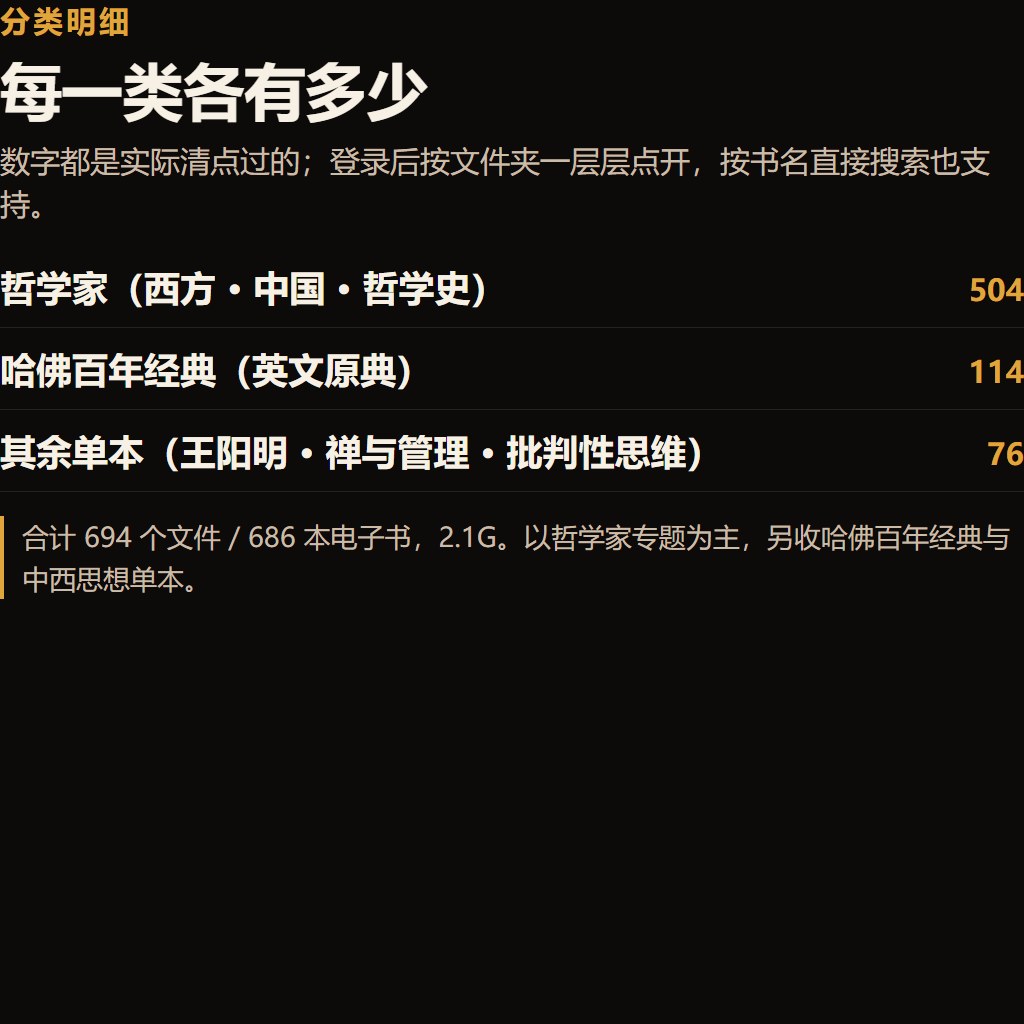 分类明细
每一类各有多少
数字都是实际清点过的；登录后按文件夹一层层点开，按书名直接搜索也支
持。
哲学家（西方・中国・哲学史） 504
哈佛百年经典（英文原典） 114
其余单本（王阳明・禅与管理・批判性思维） 76
合计 694 个文件 / 686 本电子书，2.1G。以哲学家专题为主，另收哈佛百年经典与
中西思想单本。